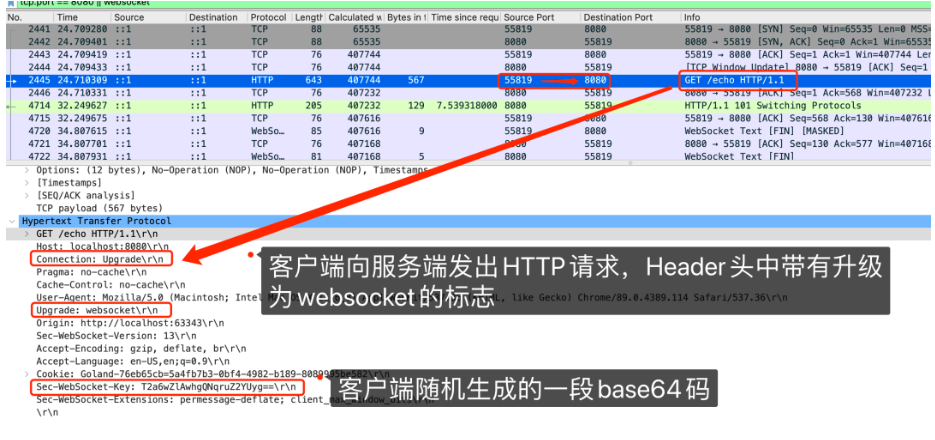 tcp.port == 8080 || websocket
No. Time Source Destination Protocol Length Calculated w Bytes in f Time since requ Source Port Destination Port Info
2441 24.709280 ::1 ::1 TCP 88 65535 55819 8080 55819 → 8080 [SYN] Seq=0 Win=65535 Len=0 MSS=
2442 24.709401 ::1 ::1 TCP 88 65535 8080 55819 8080 → 55819 [SYN, ACK] Seq=0 Ack=1 Win=65535
2443 24.709419 ::1 ::1 TCP 76 407744 55819 8080 55819 → 8080 [ACK] Seq=1 Ack=1 Win=407744 Len
2444 24.709433 ::1 ::1 TCP 76 407744 8080 55819 [TCP Window Update] 8080 → 55819 [ACK] Seq=1
2445 24.710309 ::1 ::1 HTTP 643 407744 567 55819 8080 GET /echo HTTP/1.1
2446 24.710331 ::1 ::1 TCP 76 407232 8080 55819 8080 → 55819 [ACK] Seq=1 Ack=568 Win=407232 L
4714 32.249627 ::1 ::1 HTTP 205 407232 129 7.539318000 8080 55819 HTTP/1.1 101 Switching Protocols
4715 32.249675 ::1 ::1 TCP 76 407616 55819 8080 55819 → 8080 [ACK] Seq=568 Ack=130 Win=407616
4720 34.807615 ::1 ::1 WebSo… 85 407616 9 55819 8080 WebSocket Text [FIN] [MASKED]
4721 34.807701 ::1 ::1 TCP 76 407168 8080 55819 8080 → 55819 [ACK] Seq=130 Ack=577 Win=407168
4722 34.807931 ::1 ::1 WebSo… 81 407168 5 8080 55819 WebSocket Text [FIN]
Options: (12 bytes), No-Operation (NOP), No-Operation (NOP), Timestamps
[Timestamps]
[SEQ/ACK analysis]
TCP payload (567 bytes)
Hypertext Transfer Protocol
GET /echo HTTP/1.1\r\n
Host: localhost:8080\r\n
Connection: Upgrade\r\n
Pragma: no-cache\r\n
Cache-Control: no-cache\r\n
User-Agent: Mozilla/5.0 (Macintosh; Intel like Gecko) Chrome/89.0.4389.114 Safari/537.36\r\n
客户端向服务端发出HTTP请求，Header头中带有升级
为websocket的标志
Upgrade: websocket\r\n
Origin: http://localhost:63343\r\n
Sec-WebSocket-Version: 13\r\n
Accept-Encoding: gzip, deflate, br\r\n
Accept-Language: en-US,en;q=0.9\r\n
Cookie: Goland-76eb65cb=5a4fb7b3-0bf4-4982-b189-8089995be582\r\n
Sec-WebSocket-Key: T2a6wZlAwhgQNqruZ2YUyg==\r\n
客户端随机生成的一段base64码
Sec-WebSocket-Extensions: permessage-deflate;
\r\n